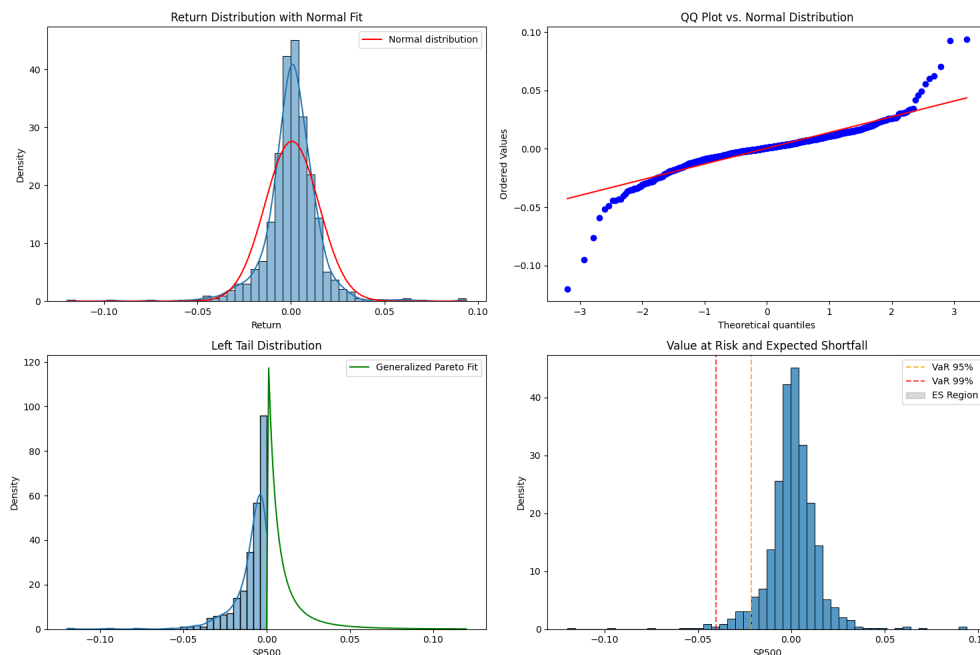 Return Distribution with Normal Fit
Density
40
30
20
10
0
Normal distribution
−0.10
−0.05
0.00
0.05
0.10
Return
QQ Plot vs. Normal Distribution
Ordered Values
0.10
0.05
0.00
−0.05
−0.10
−3
−2
−1
0
1
2
3
Theoretical quantiles
Left Tail Distribution
Density
120
100
80
60
40
20
0
Generalized Pareto Fit
−0.10
−0.05
0.00
0.05
0.10
SP500
Value at Risk and Expected Shortfall
Density
40
30
20
10
0
VaR 95%
VaR 99%
ES Region
−0.10
−0.05
0.00
0.05
SP500